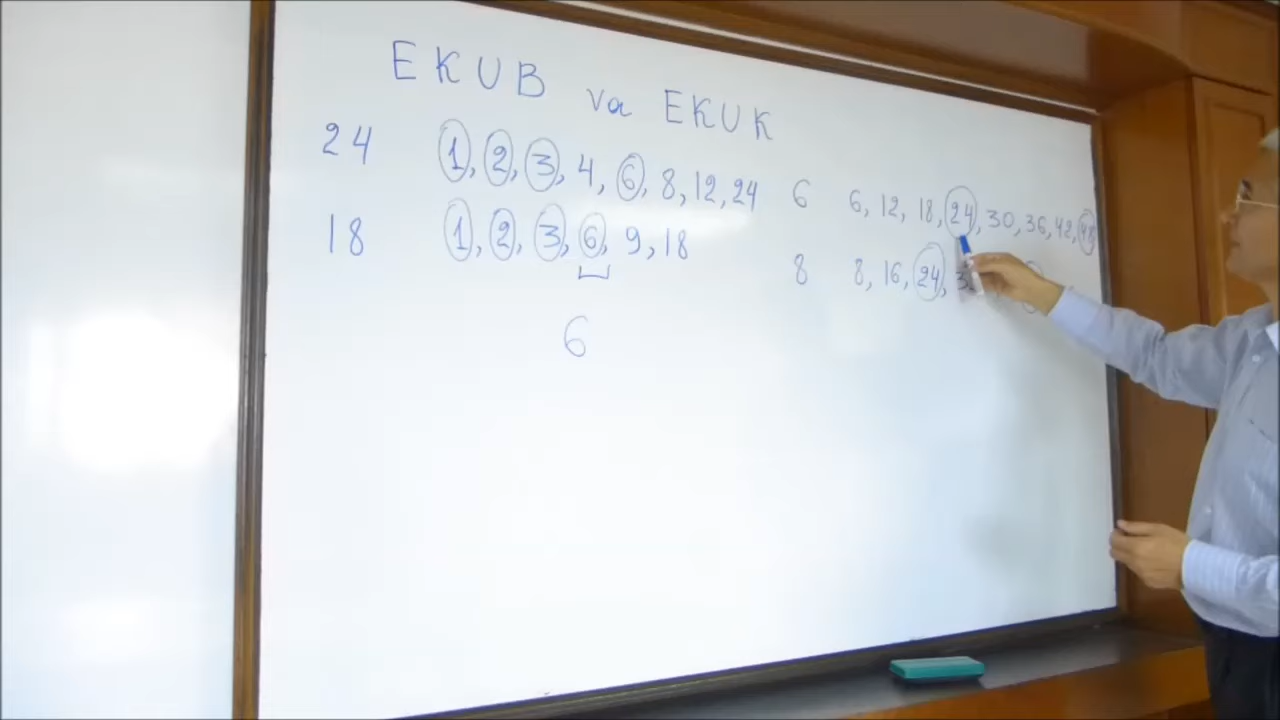 EKUB va EKUK
24 1, 2, 3, 4, 6, 8, 12, 24
18 1, 2, 3, 6, 9, 18
6
6 6, 12, 18, 24, 30, 36, 42, 48
8 8, 16, 24,